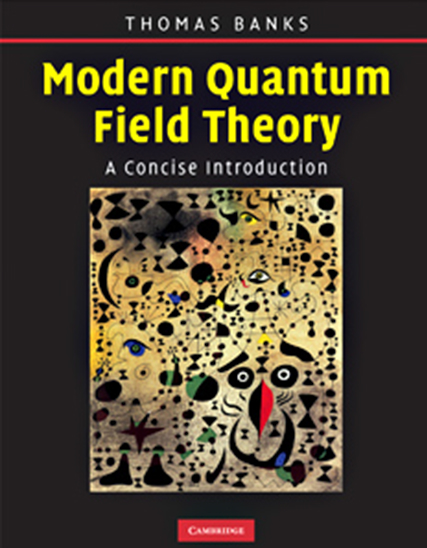 THOMAS BANKS
Modern Quantum
Field Theory
A Concise Introduction
CAMBRIDGE